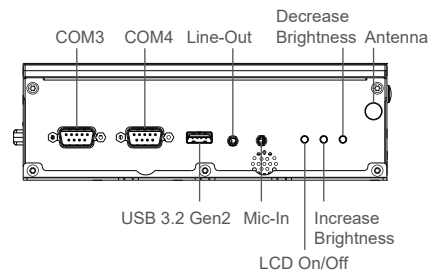 Decrease
COM3 COM4 Line-Out Brightness Antenna
USB 3.2 Gen2 Mic-In Increase
Brightness
LCD On/Off